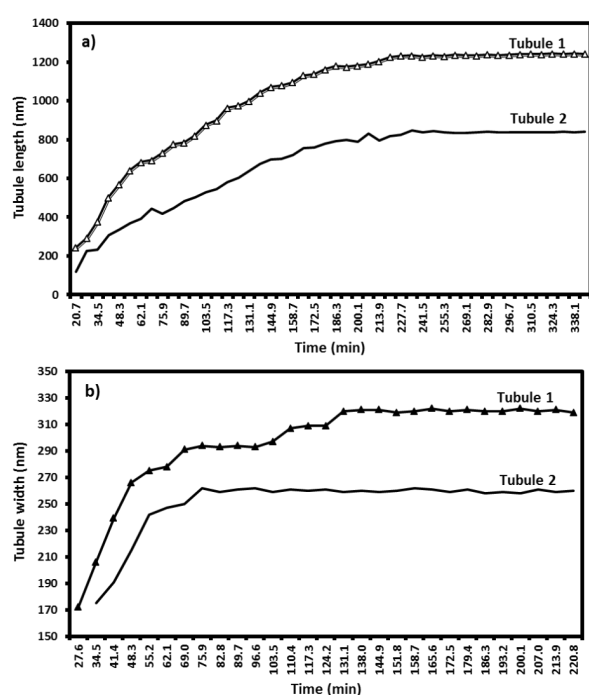 a)
Tubule 1
Tubule 2
Tubule length (nm)
1400
1200
1000
800
600
400
200
0
20.7 34.5 48.3 62.1 75.9 89.7 103.5 117.3 131.1 144.9 158.7 172.5 186.3 200.1 213.9 227.7 241.5 255.3 269.1 282.9 296.7 310.5 324.3 338.1
Time (min)
b)
Tubule 1
Tubule 2
Tubule width (nm)
350
330
310
290
270
250
230
210
190
170
150
27.6 34.5 41.4 48.3 55.2 62.1 69.0 75.9 82.8 89.7 96.6 103.5 110.4 117.3 124.2 131.1 138.0 144.9 151.8 158.7 165.6 172.5 179.4 186.3 193.2 200.1 207.0 213.9 220.8
Time (min)